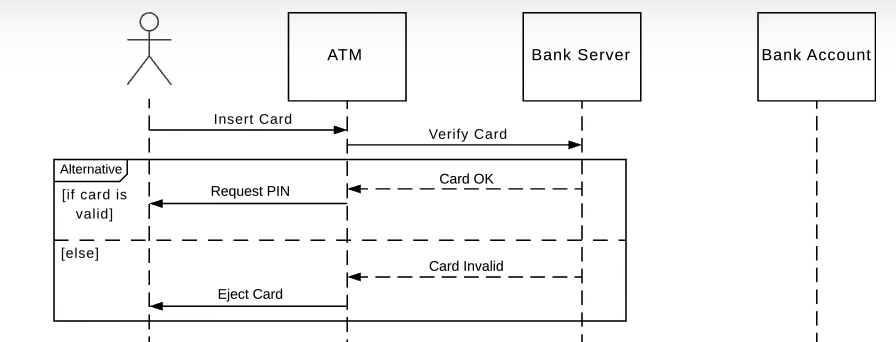 ATM
Bank Server
Bank Account
Insert Card
Verify Card
Alternative
[if card is
valid]
Card OK
Request PIN
[else]
Card Invalid
Eject Card